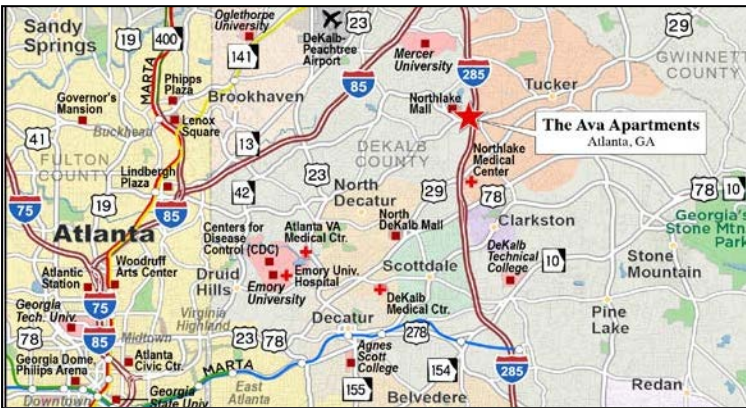 Sandy
Springs
19
400
MARTA
Oglethorpe
University
141
DeKalb-
Peachtree
Airport
23
85
Mercer
University
285
29
GWINNETT
COUNTY
Tucker
Governor's
Mansion
Phipps
Plaza
Buckhead
Lenox
Square
Brookhaven
Northlake
Mall
The Ava Apartments
Atlanta, GA
41
FULTON
COUNTY
13
DEKALB
COUNTY
Northlake
Medical
Center
Lindbergh
Plaza
42
23
29
78
78
10
75
19
85
North
Decatur
Clarkston
Georgia's
Stone Mtn.
Park
Atlanta
Centers for
Disease
Control (CDC)
Atlanta VA
Medical Ctr.
North
DeKalb Mall
DeKalb
Technical
College
10
Stone
Mountain
Atlantic
Station
Woodruff
Arts Center
Druid
Hills
Emory Univ.
Hospital
Emory
University
Scottdale
DeKalb
Medical Ctr.
75
Georgia
Tech. Univ.
Virginia
Highland
Decatur
278
Pine
Lake
78
85
Midtown
23
78
Georgia Dome,
Philips Arena
Atlanta
Civic Ctr.
MARTA
Agnes
Scott
College
154
285
Downtown
Georgia
State Univ.
East
Atlanta
155
Belvedere
Redan